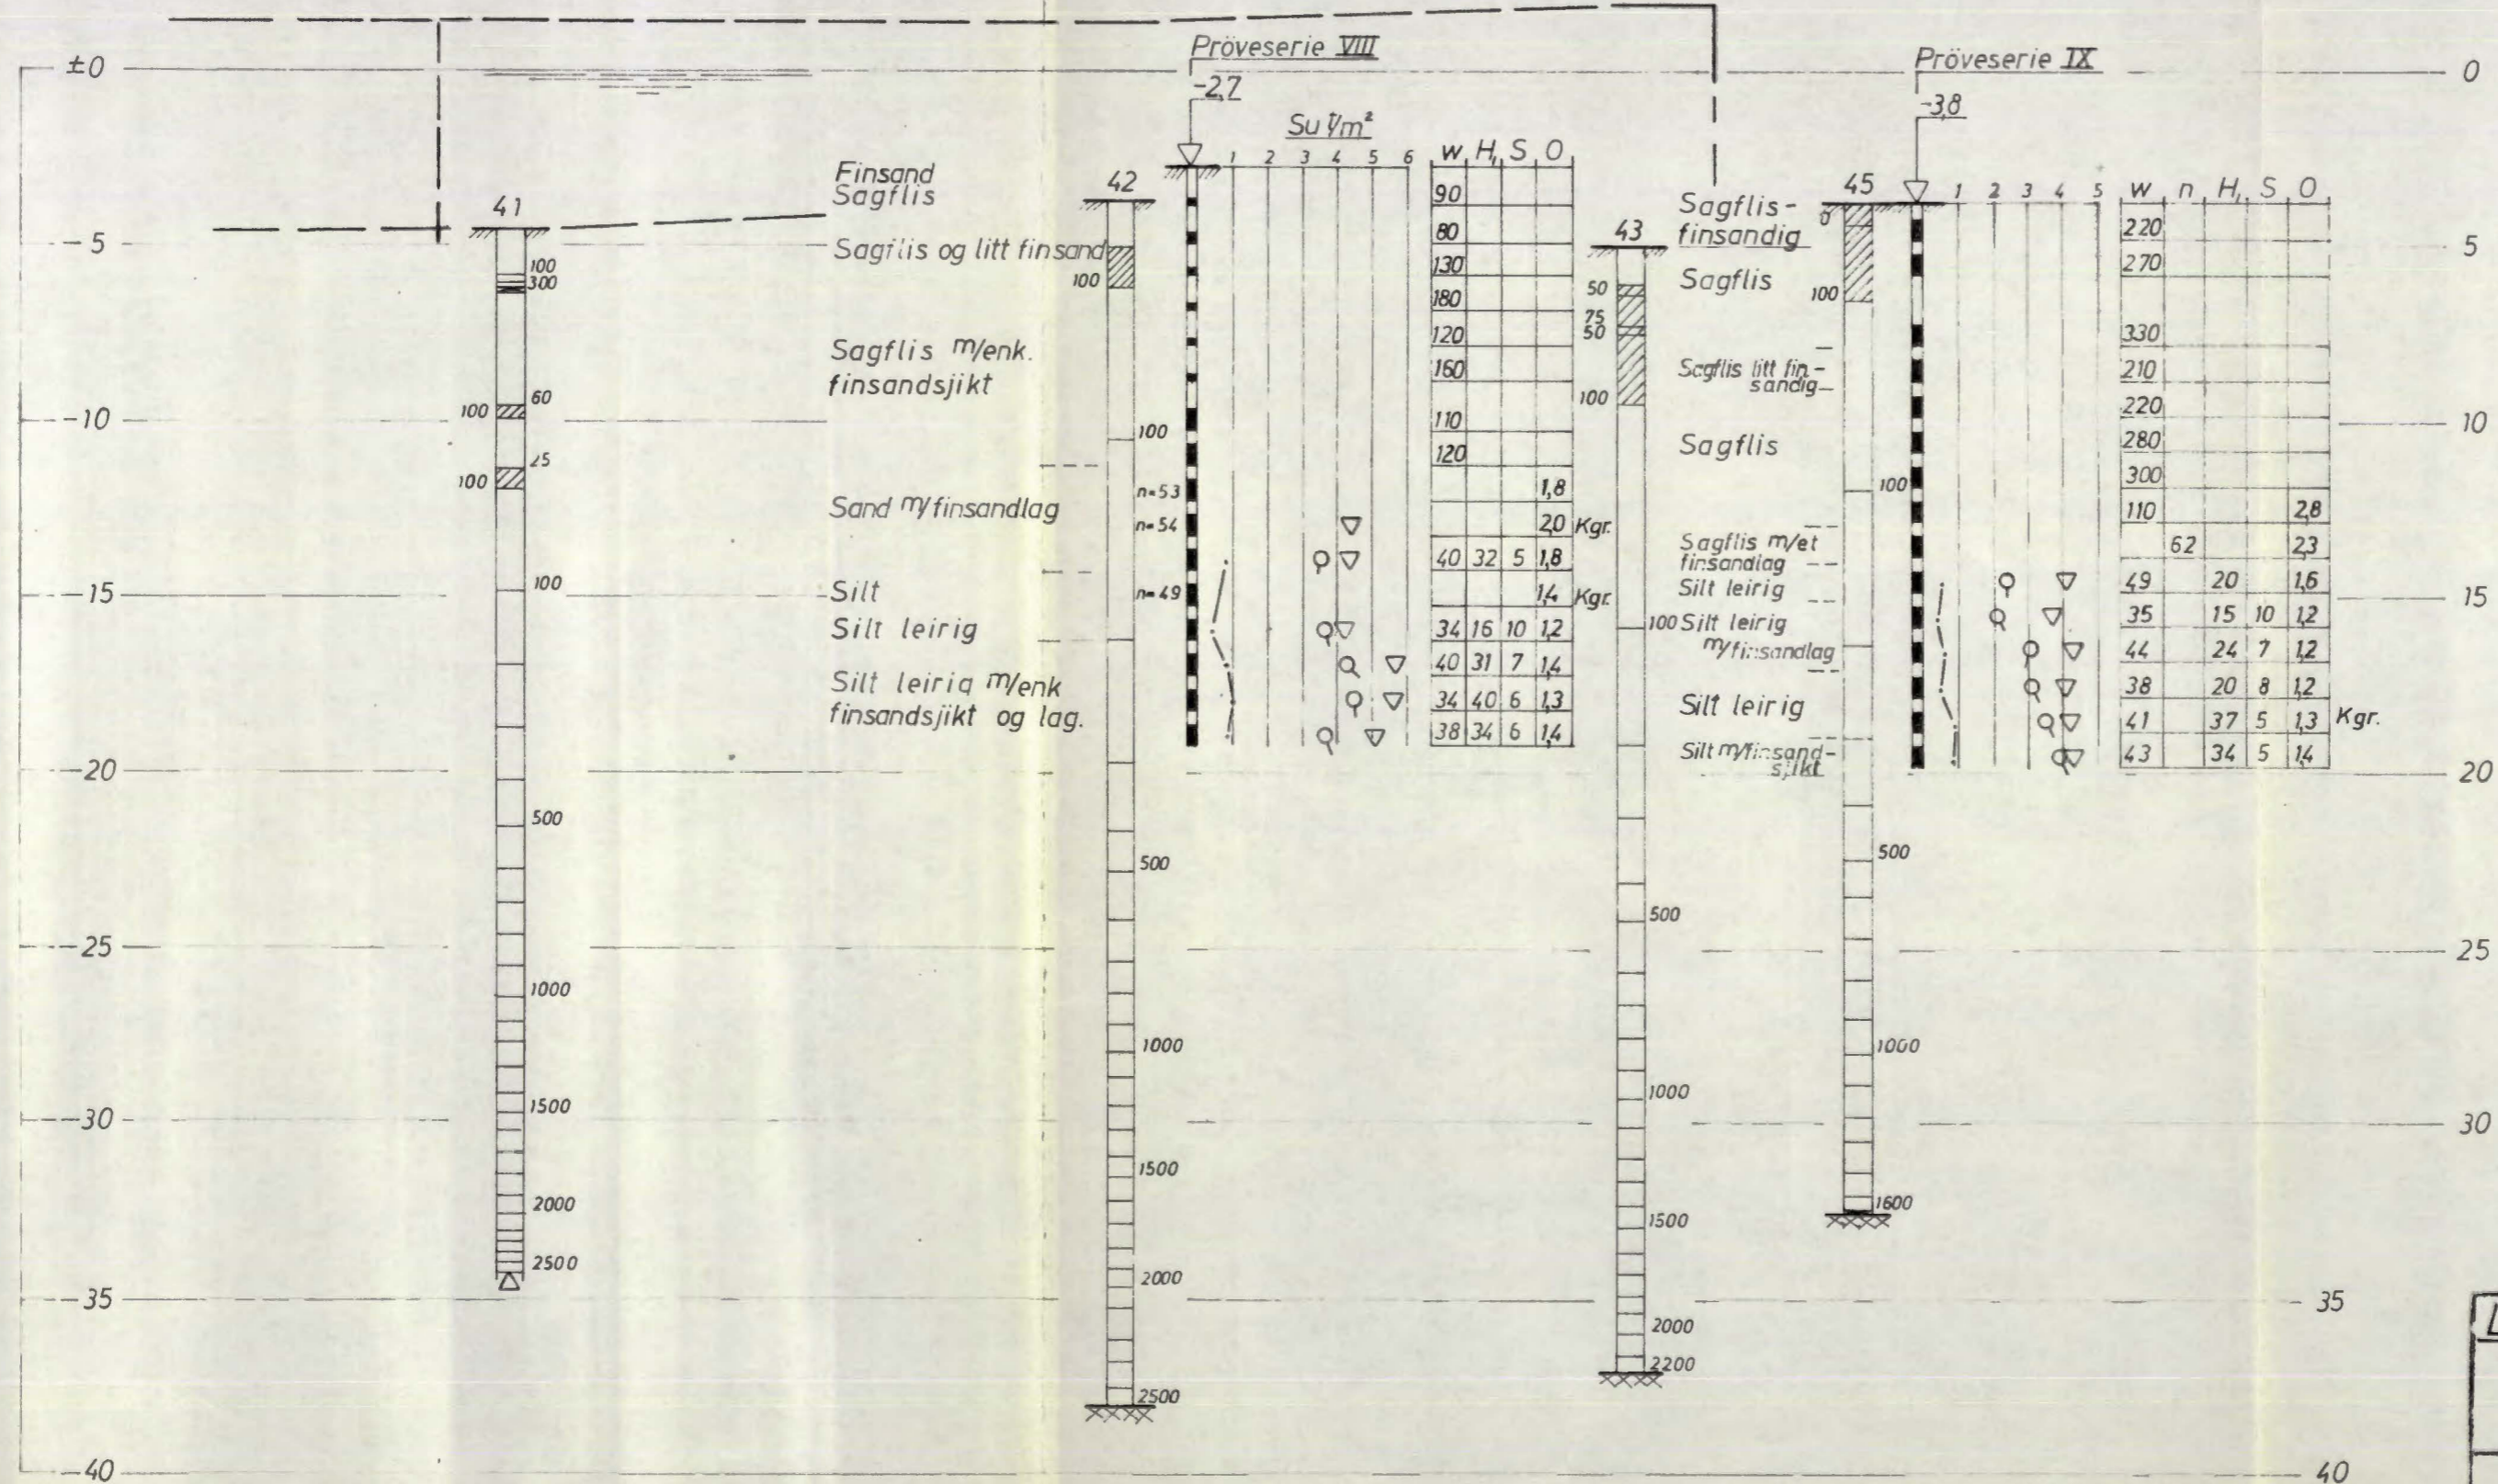 ±0
-5
-10
-15
-20
-25
-30
-35
-40
41
100
300
100 60
100 25
100
500
1000
1500
2000
2500
Finsand
Sagflis
Sagflis og litt finsand
Sagflis m/enk.
finsandsjikt
Sand m/finsandlag
Silt
Silt leirig
Silt leirig m/enk
finsandsjikt og lag.
42
100
100
500
1000
1500
2000
2500
Pröveserie VIII
-2,7
Su t/m²
1 2 3 4 5 6
n=53
n=54
n=49
w H₁ S O
90
80
130
180
120
160
110
120
1,8
2,0 Kgr.
40 32 5 1,8
1,4 Kgr.
34 16 10 1,2
40 31 7 1,4
34 40 6 1,3
38 34 6 1,4
43
50
75
50
100
100
500
1000
1500
2000
2200
Sagflis-
finsandig
Sagflis
Sagflis litt fin-
sandig
Sagflis
Sagflis m/et
finsandlag
Silt leirig
Silt leirig
m/finsandlag
Silt leirig
Silt m/finsand-
sjikt
45
0
100
100
500
1000
1600
Pröveserie IX
-3,8
1 2 3 4 5
w n H₁ S O
220
270
330
210
220
280
300
110 2,8
62 2,3
49 20 1,6
35 15 10 1,2
44 24 7 1,2
38 20 8 1,2
41 37 5 1,3 Kgr.
43 34 5 1,4
0
5
10
15
20
25
30
35
40